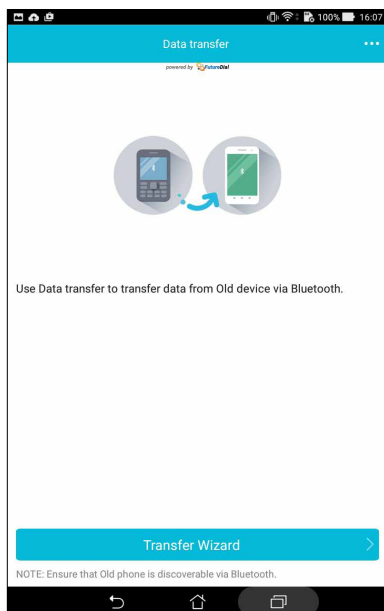 100% 16:07
Data transfer
powered by FutureDial
Use Data transfer to transfer data from Old device via Bluetooth.
Transfer Wizard
NOTE: Ensure that Old phone is discoverable via Bluetooth.